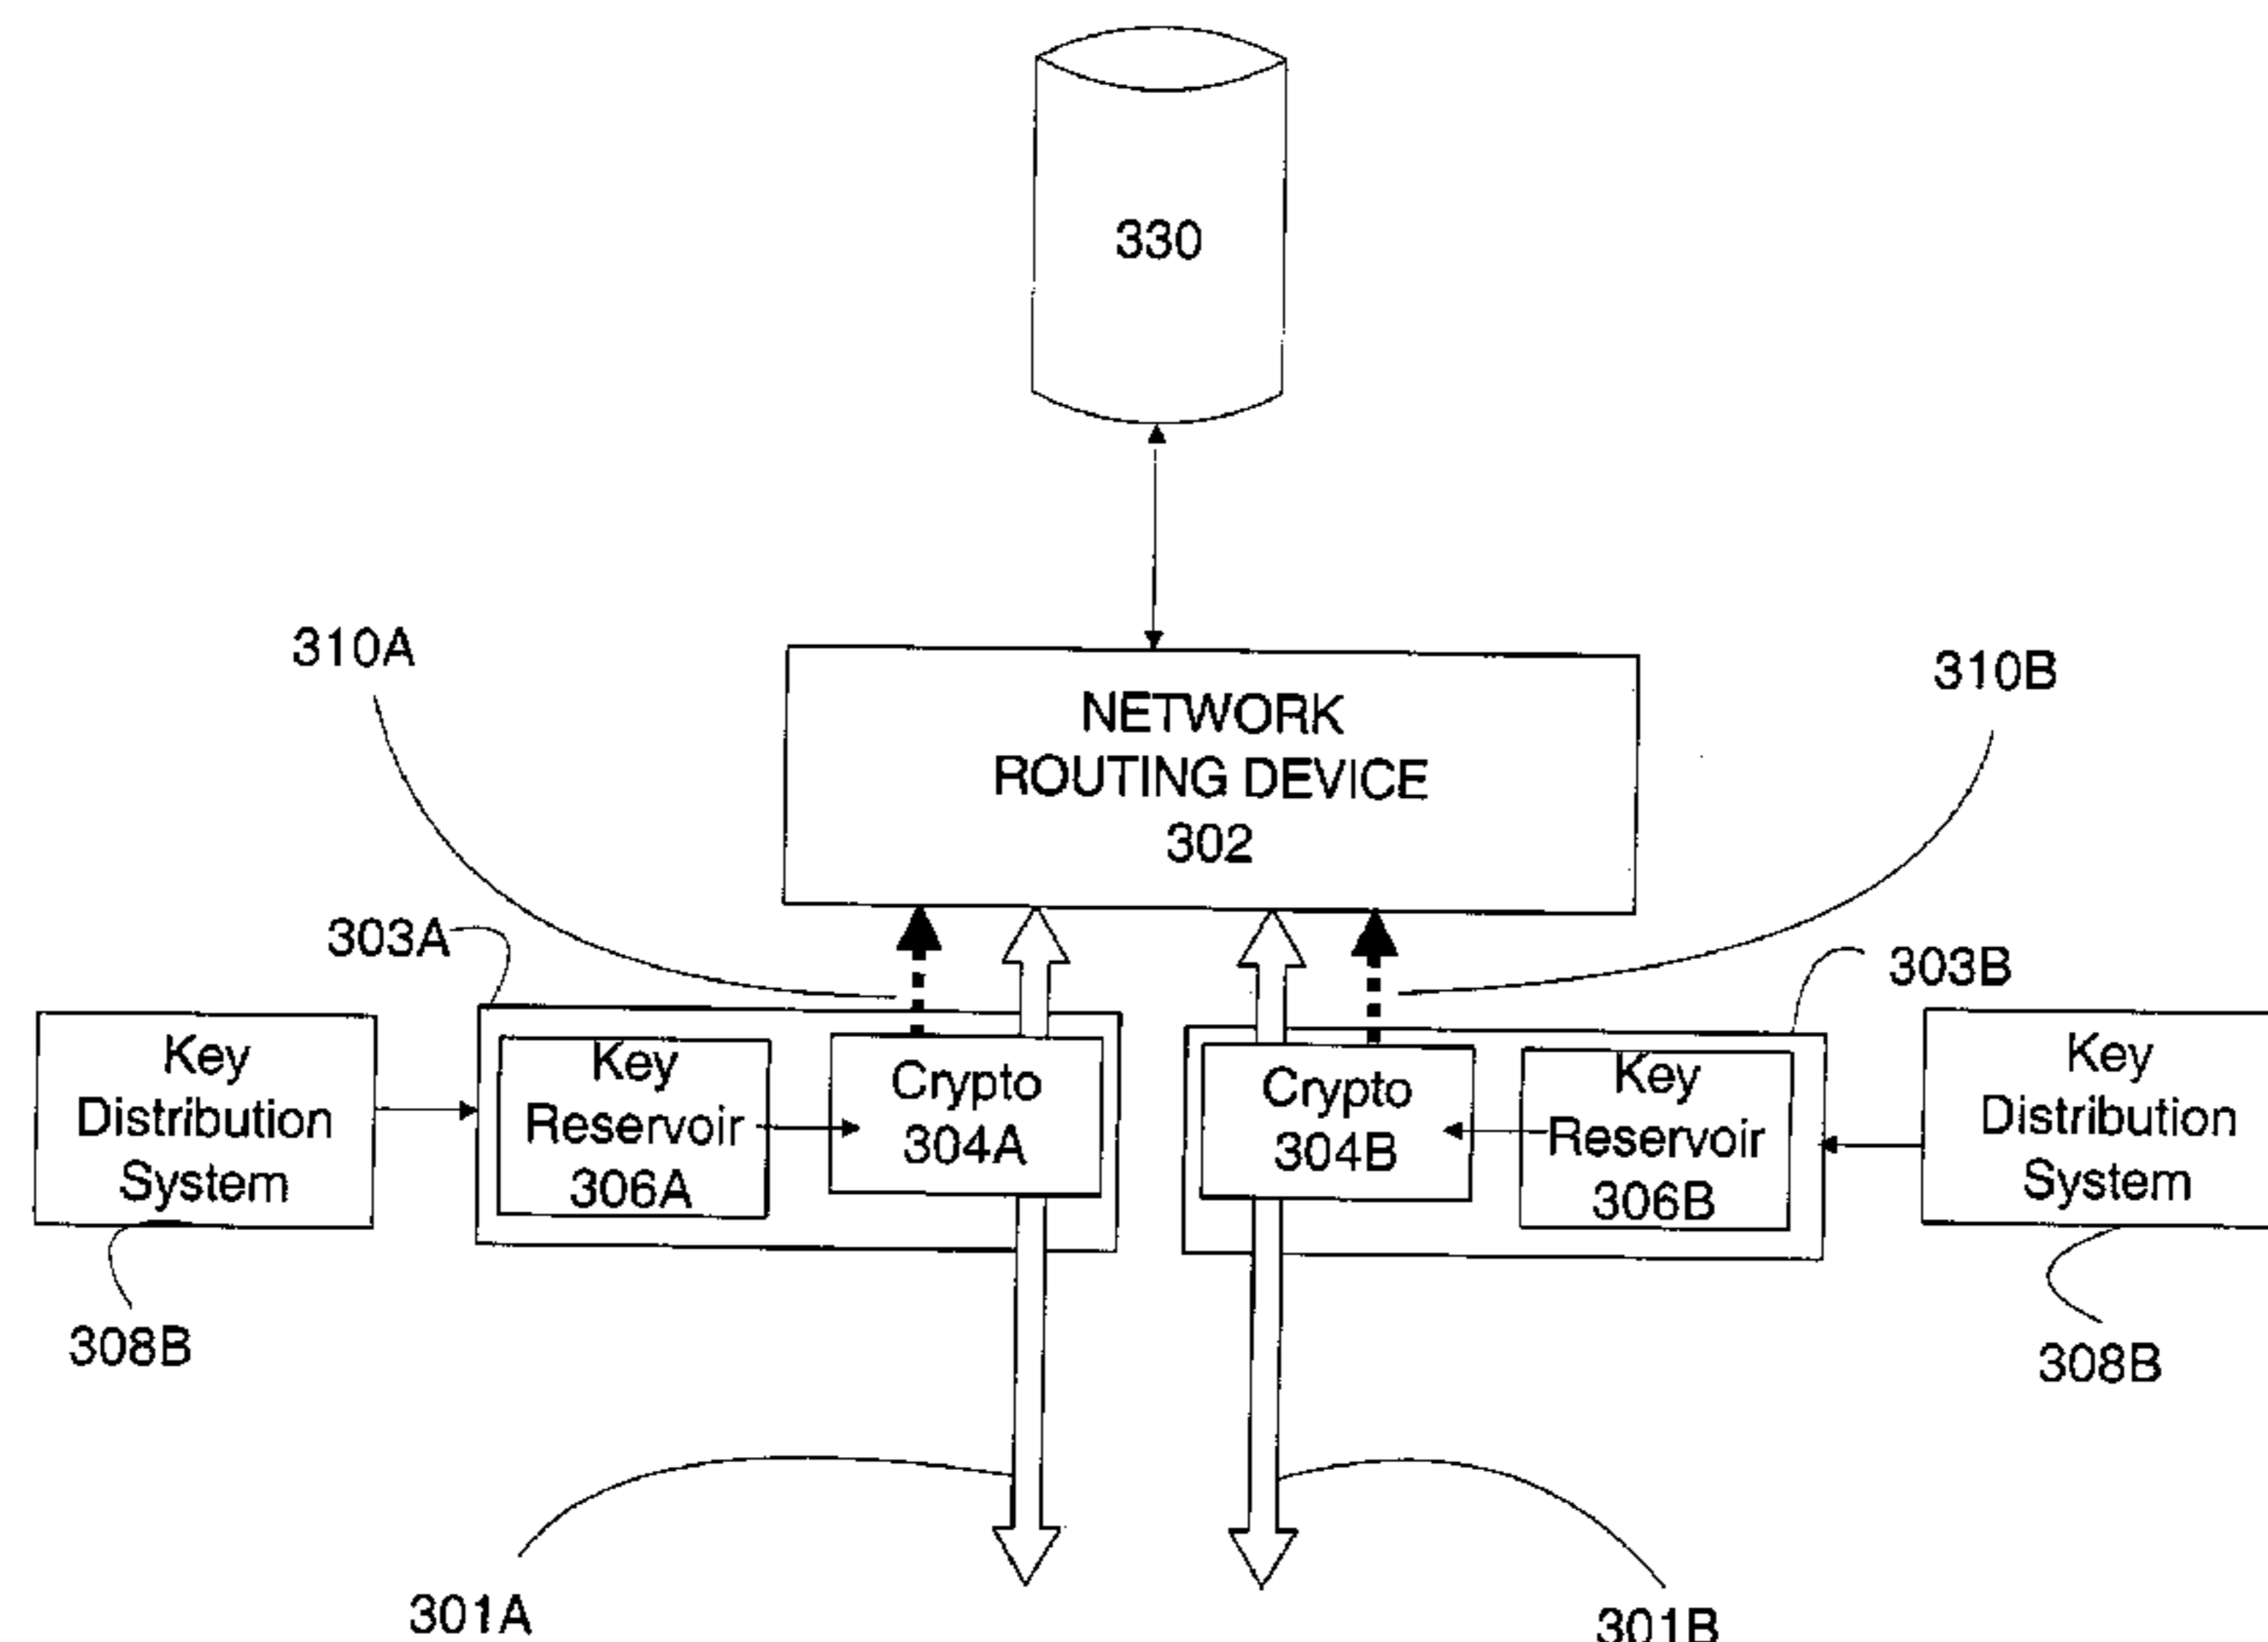 330
310A
310B
NETWORK
ROUTING DEVICE
302
303A
303B
Key
Distribution
System
Key
Reservoir
306A
Crypto
304A
Crypto
304B
Key
Reservoir
306B
Key
Distribution
System
308B
308B
301A
301B